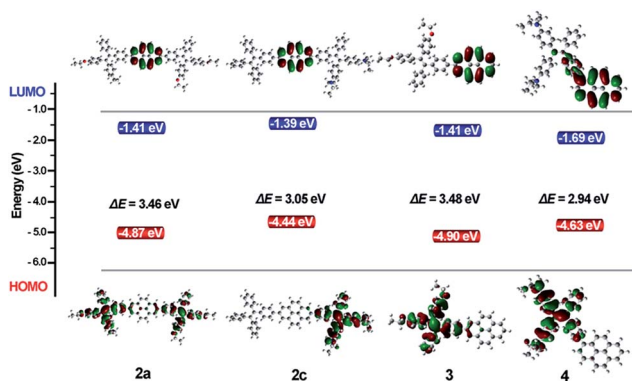 LUMO
- 1.0
- 2.0
- 3.0
- 4.0
- 5.0
- 6.0
HOMO
Energy (eV)
-1.41 eV
-1.39 eV
-1.41 eV
-1.69 eV
ΔE = 3.46 eV
ΔE = 3.05 eV
ΔE = 3.48 eV
ΔE = 2.94 eV
-4.87 eV
-4.44 eV
-4.90 eV
-4.63 eV
2a
2c
3
4